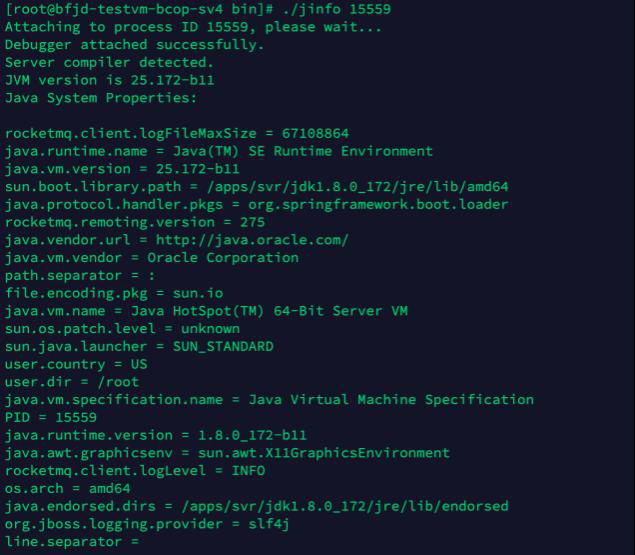 [root@bfjd-testvm-bcop-sv4 bin]# ./jinfo 15559
Attaching to process ID 15559, please wait...
Debugger attached successfully.
Server compiler detected.
JVM version is 25.172-b11
Java System Properties:
rocketmq.client.logFileMaxSize = 67108864
java.runtime.name = Java(TM) SE Runtime Environment
java.vm.version = 25.172-b11
sun.boot.library.path = /apps/svr/jdk1.8.0_172/jre/lib/amd64
java.protocol.handler.pkgs = org.springframework.boot.loader
rocketmq.remoting.version = 275
java.vendor.url = http://java.oracle.com/
java.vm.vendor = Oracle Corporation
path.separator = :
file.encoding.pkg = sun.io
java.vm.name = Java HotSpot(TM) 64-Bit Server VM
sun.os.patch.level = unknown
sun.java.launcher = SUN_STANDARD
user.country = US
user.dir = /root
java.vm.specification.name = Java Virtual Machine Specification
PID = 15559
java.runtime.version = 1.8.0_172-b11
java.awt.graphicsenv = sun.awt.X11GraphicsEnvironment
rocketmq.client.logLevel = INFO
os.arch = amd64
java.endorsed.dirs = /apps/svr/jdk1.8.0_172/jre/lib/endorsed
org.jboss.logging.provider = slf4j
line.separator =